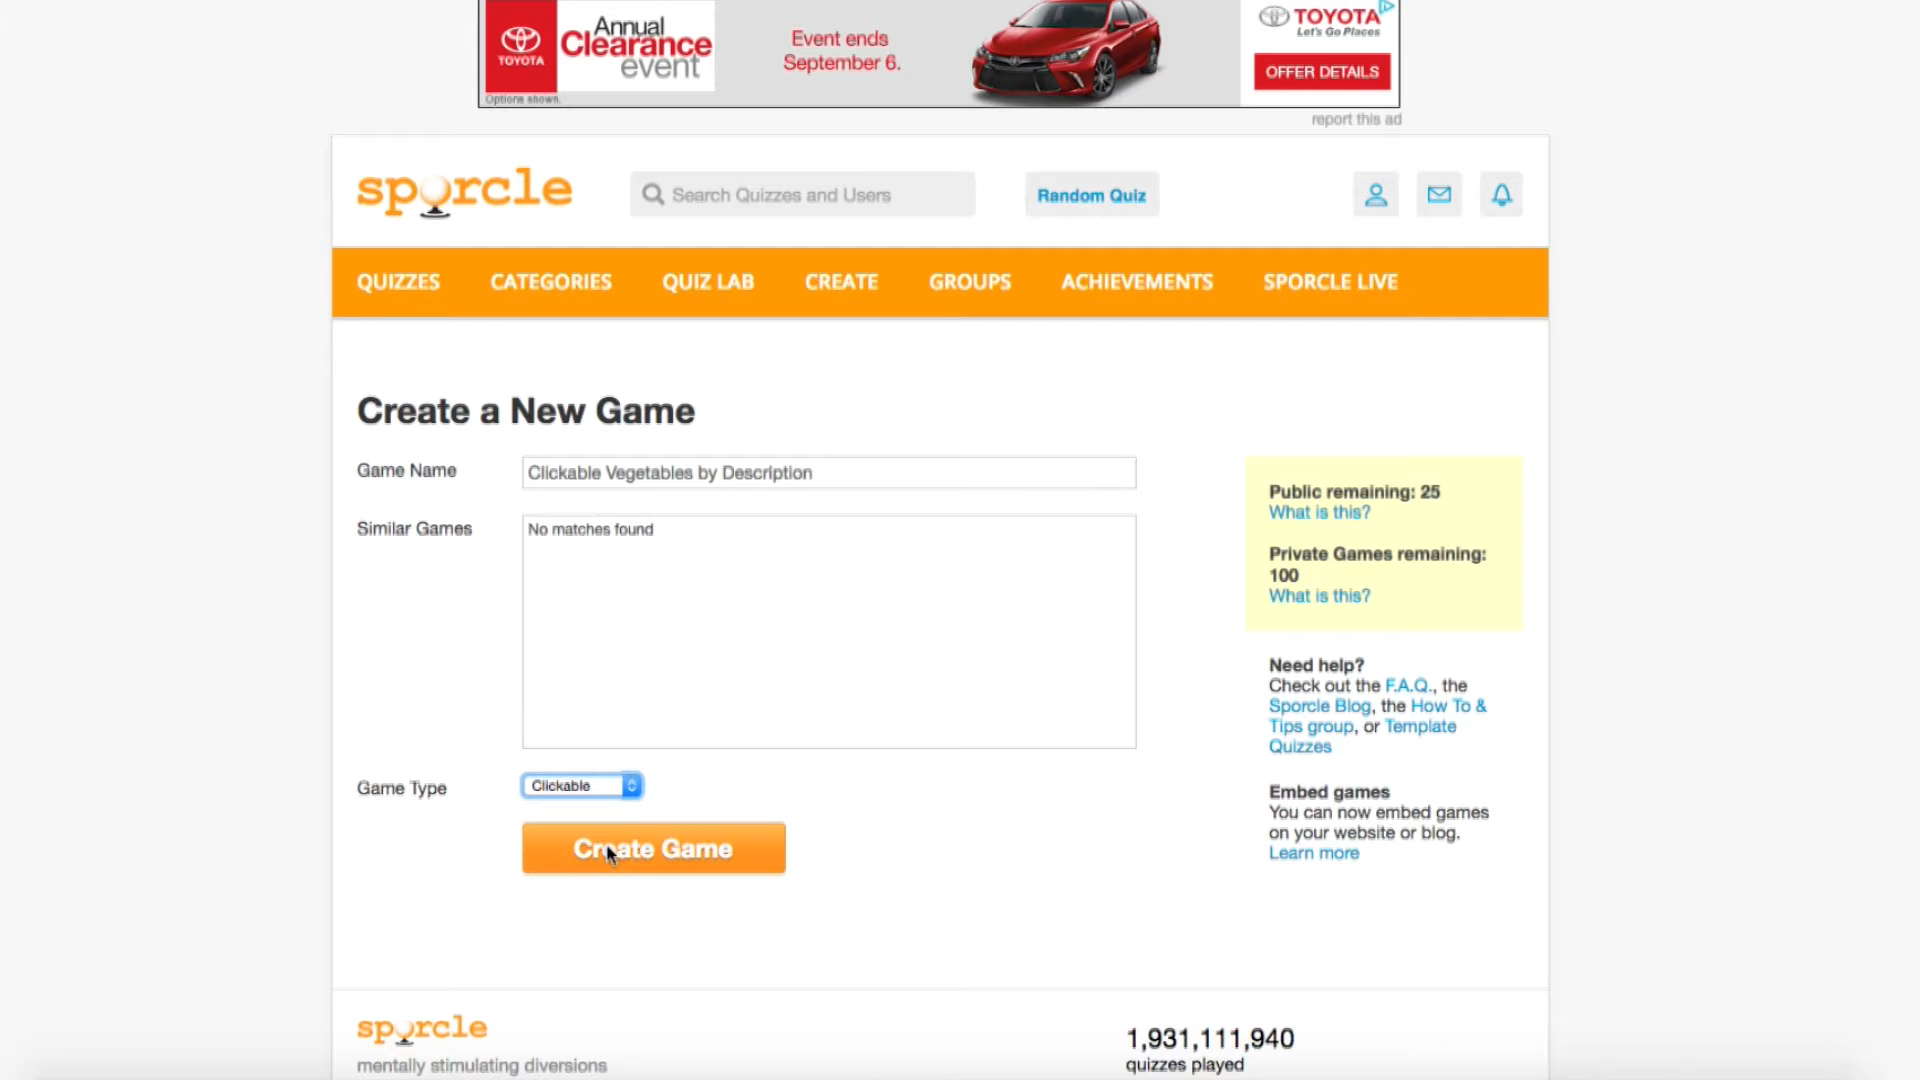 Annual
Clearance
event
TOYOTA
Options shown.
Event ends
September 6.
TOYOTA
Let's Go Places
OFFER DETAILS
report this ad
sporcle
Search Quizzes and Users
Random Quiz
QUIZZES CATEGORIES QUIZ LAB CREATE GROUPS ACHIEVEMENTS SPORCLE LIVE
Create a New Game
Game Name
Clickable Vegetables by Description
Similar Games
No matches found
Game Type
Clickable
Create Game
Public remaining: 25
What is this?
Private Games remaining:
100
What is this?
Need help?
Check out the F.A.Q., the
Sporcle Blog, the How To &
Tips group, or Template
Quizzes
Embed games
You can now embed games
on your website or blog.
Learn more
sporcle
mentally stimulating diversions
1,931,111,940
quizzes played